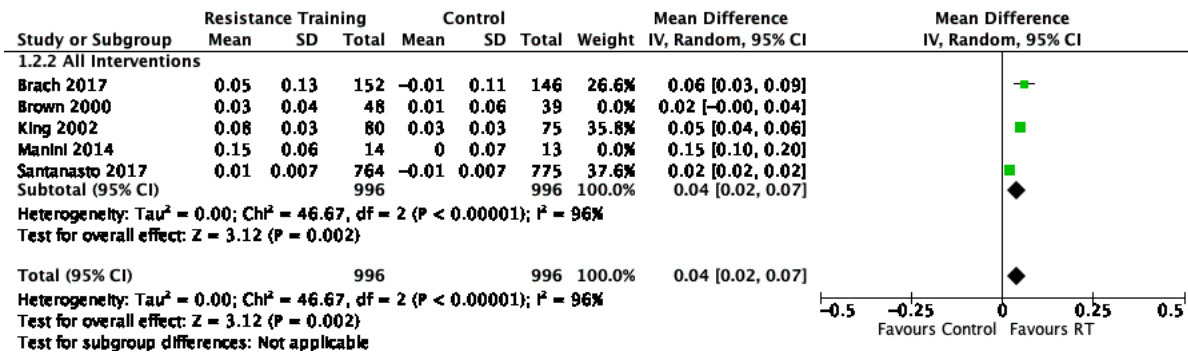 Resistance Training Control Mean Difference Mean Difference
Study or Subgroup Mean SD Total Mean SD Total Weight IV, Random, 95% CI IV, Random, 95% CI
1.2.2 All Interventions
Brach 2017 0.05 0.13 152 −0.01 0.11 146 26.6% 0.06 [0.03, 0.09]
Brown 2000 0.03 0.04 48 0.01 0.06 39 0.0% 0.02 [−0.00, 0.04]
King 2002 0.08 0.03 80 0.03 0.03 75 35.8% 0.05 [0.04, 0.06]
Manini 2014 0.15 0.06 14 0 0.07 13 0.0% 0.15 [0.10, 0.20]
Santanasto 2017 0.01 0.007 764 −0.01 0.007 775 37.6% 0.02 [0.02, 0.02]
Subtotal (95% CI) 996 996 100.0% 0.04 [0.02, 0.07]
Heterogeneity: Tau² = 0.00; Chi² = 46.67, df = 2 (P < 0.00001); I² = 96%
Test for overall effect: Z = 3.12 (P = 0.002)
Total (95% CI) 996 996 100.0% 0.04 [0.02, 0.07]
Heterogeneity: Tau² = 0.00; Chi² = 46.67, df = 2 (P < 0.00001); I² = 96%
Test for overall effect: Z = 3.12 (P = 0.002)
Test for subgroup differences: Not applicable
−0.5 −0.25 0 0.25 0.5
Favours Control Favours RT